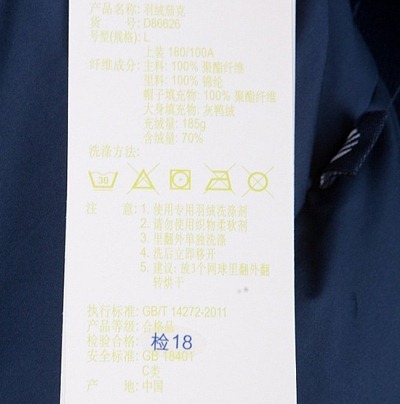 产品名称: 羽绒茄克
货 号: D86626
号型(规格): L
上装 180/100A
纤维成分: 主料: 100% 聚酯纤维
里料: 100% 锦纶
帽子填充物: 100% 聚酯纤维
大身填充物: 灰鸭绒
充绒量: 185g
含绒量: 70%
洗涤方法:
30
注 意: 1. 使用专用羽绒洗涤剂
2. 请勿使用织物柔软剂
3. 里翻外单独洗涤
4. 洗后立即移开
5. 建议: 放3个网球里外翻
转烘干
执行标准: GB/T 14272-2011
产品等级: 合格品
检验合格: 检18
安全标准: GB 18401
C类
产 地: 中国